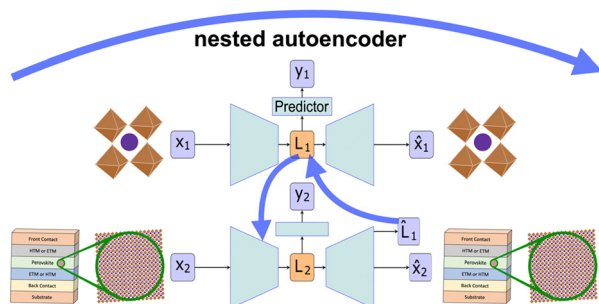 nested autoencoder
y₁
Predictor
x₁
L₁
x̂₁
y₂
L̂₁
x₂
L₂
x̂₂
Front Contact
HTM or ETM
Perovskite
ETM or HTM
Back Contact
Substrate
Front Contact
HTM or ETM
Perovskite
ETM or HTM
Back Contact
Substrate